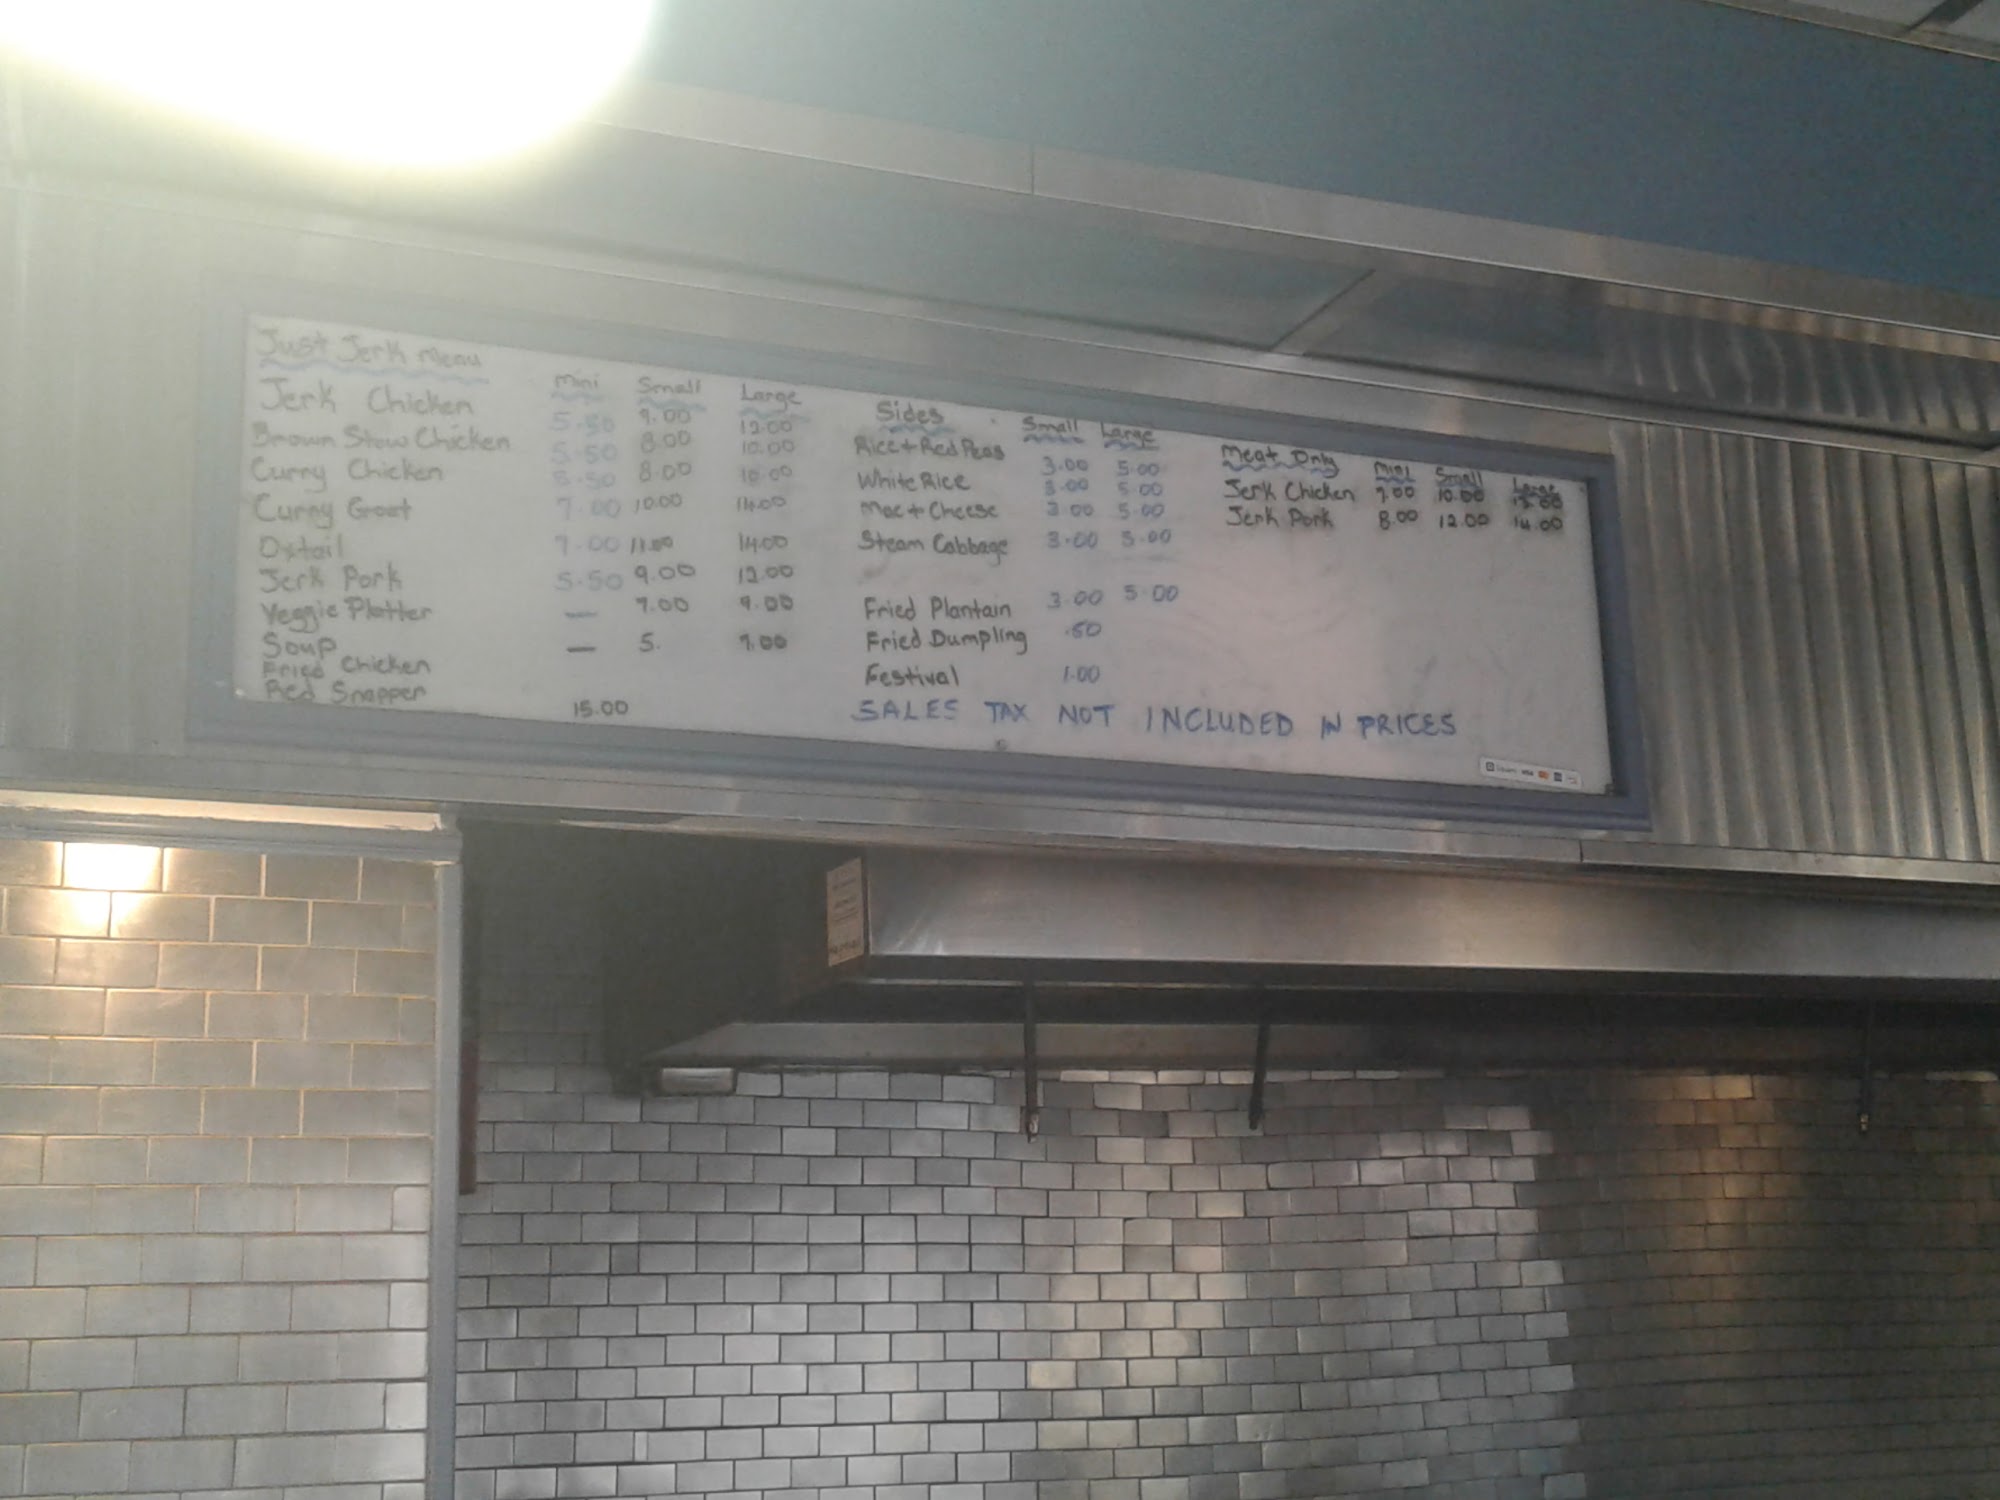 Just Jerk Menu
Mini Small Large
Jerk Chicken 5.50 9.00 12.00
Brown Stew Chicken 5.50 8.00 10.00
Curry Chicken 5.50 8.00 10.00
Curry Goat 7.00 10.00 14.00
Oxtail 7.00 11.00 14.00
Jerk Pork 5.50 9.00 12.00
Veggie Platter — 7.00 9.00
Soup — 5. 7.00
Fried Chicken
Red Snapper 15.00
Sides Small Large
Rice + Red Peas 3.00 5.00
White Rice 3.00 5.00
Mac + Cheese 3.00 5.00
Steam Cabbage 3.00 5.00
Fried Plantain 3.00 5.00
Fried Dumpling .50
Festival 1.00
SALES TAX NOT INCLUDED IN PRICES
Meat Only Mini Small Large
Jerk Chicken 7.00 10.00
Jerk Pork 8.00 12.00 14.00
VISA